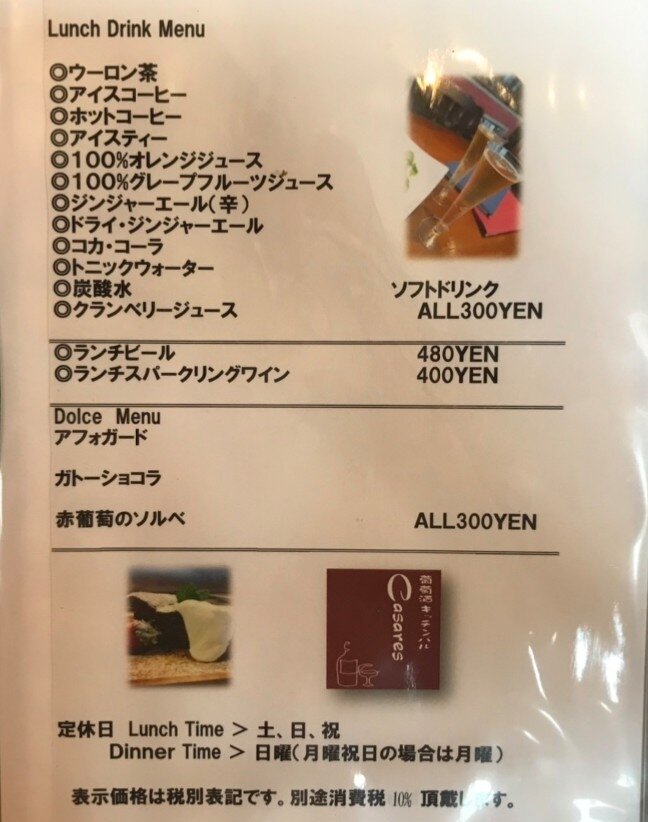 Lunch Drink Menu
◎ウーロン茶
◎アイスコーヒー
◎ホットコーヒー
◎アイスティー
◎100%オレンジジュース
◎100%グレープフルーツジュース
◎ジンジャーエール(辛)
◎ドライ・ジンジャーエール
◎コカ・コーラ
◎トニックウォーター
◎炭酸水 ソフトドリンク
◎クランベリージュース ALL300YEN
◎ランチビール 480YEN
◎ランチスパークリングワイン 400YEN
Dolce Menu
アフォガード
ガトーショコラ
赤葡萄のソルベ ALL300YEN
葡萄酒キッチンバル
Casares
定休日 Lunch Time > 土、日、祝
Dinner Time > 日曜(月曜祝日の場合は月曜)
表示価格は税別表記です。別途消費税 10% 頂戴します。